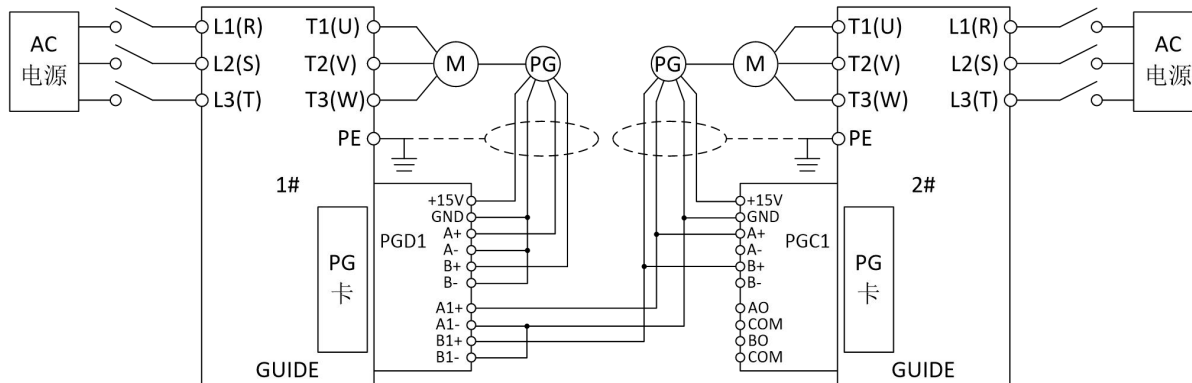 AC
电源
L1(R)
L2(S)
L3(T)
T1(U)
T2(V)
T3(W)
PE
M
PG
1#
PG
卡
PGD1
+15V
GND
A+
A-
B+
B-
A1+
A1-
B1+
B1-
GUIDE
PG
M
T1(U)
T2(V)
T3(W)
PE
L1(R)
L2(S)
L3(T)
AC
电源
2#
+15V
GND
A+
A-
B+
B-
AO
COM
BO
COM
PGC1
PG
卡
GUIDE